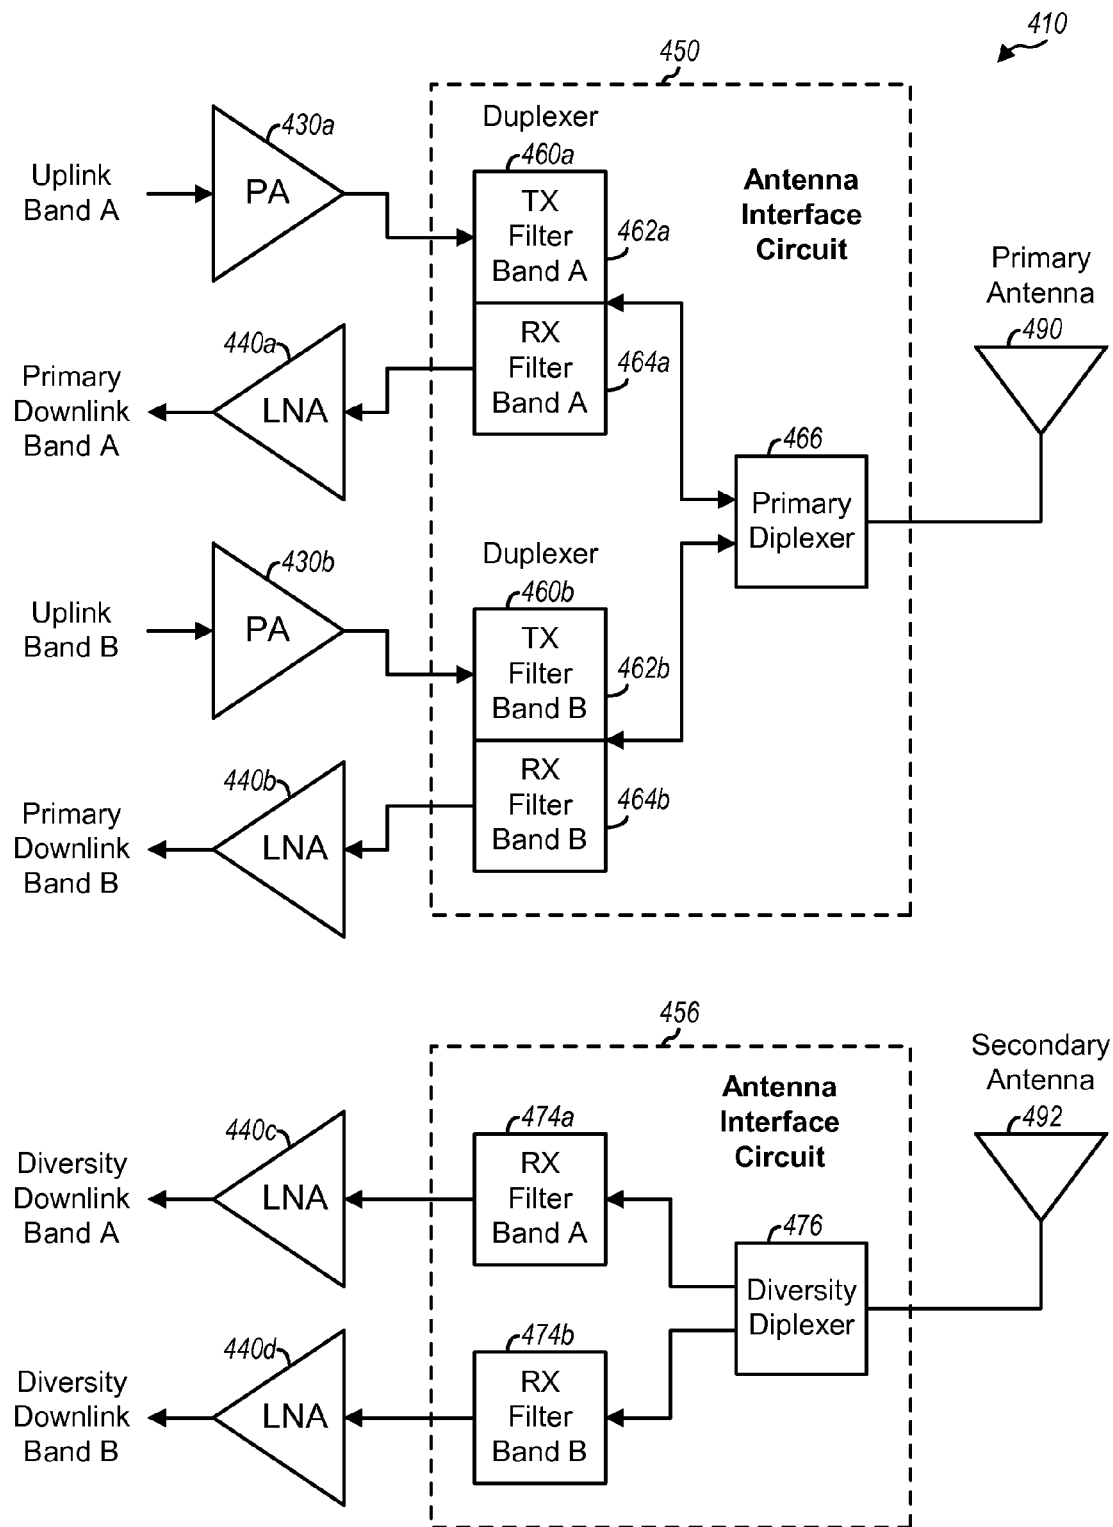 410
450
Duplexer
430a
460a
Uplink
Band A
PA
TX
Filter
Band A
462a
Antenna
Interface
Circuit
Primary
Antenna
490
440a
Primary
Downlink
Band A
LNA
RX
Filter
Band A
464a
466
Primary
Diplexer
430b
Duplexer
460b
Uplink
Band B
PA
TX
Filter
Band B
462b
440b
Primary
Downlink
Band B
LNA
RX
Filter
Band B
464b
456
Secondary
Antenna
492
Antenna
Interface
Circuit
440c
474a
Diversity
Downlink
Band A
LNA
RX
Filter
Band A
476
Diversity
Diplexer
440d
474b
Diversity
Downlink
Band B
LNA
RX
Filter
Band B